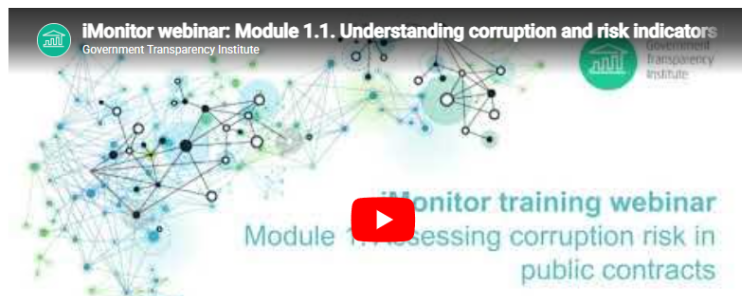 iMonitor webinar: Module 1.1. Understanding corruption and risk indicators
Government Transparency Institute
Government
Transparency
Institute
iMonitor training webinar
Module 1. Assessing corruption risk in
public contracts